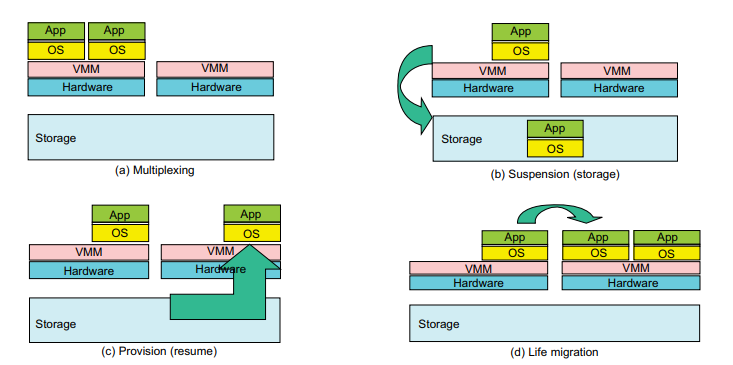 App App
OS OS
VMM VMM
Hardware Hardware
Storage
(a) Multiplexing
App
OS
VMM VMM
Hardware Hardware
Storage
App
OS
(b) Suspension (storage)
App App
OS OS
VMM VMM
Hardware Hardware
Storage
(c) Provision (resume)
App App App
OS OS OS
VMM VMM
Hardware Hardware
Storage
(d) Life migration